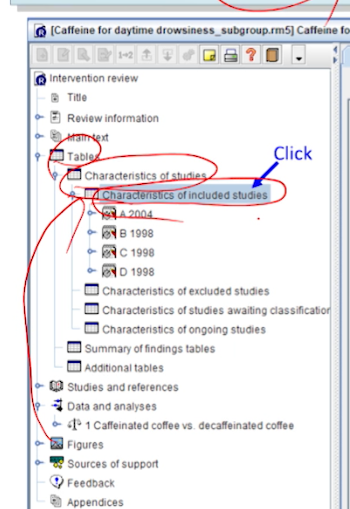 [Caffeine for daytime drowsiness_subgroup.rm5] Caffeine fo
1→2
?
Intervention review
Title
Review information
Main text
Tables
Click
Characteristics of studies
Characteristics of included studies
A 2004
B 1998
C 1998
D 1998
Characteristics of excluded studies
Characteristics of studies awaiting classification
Characteristics of ongoing studies
Summary of findings tables
Additional tables
Studies and references
Data and analyses
1 Caffeinated coffee vs. decaffeinated coffee
Figures
Sources of support
Feedback
Appendices